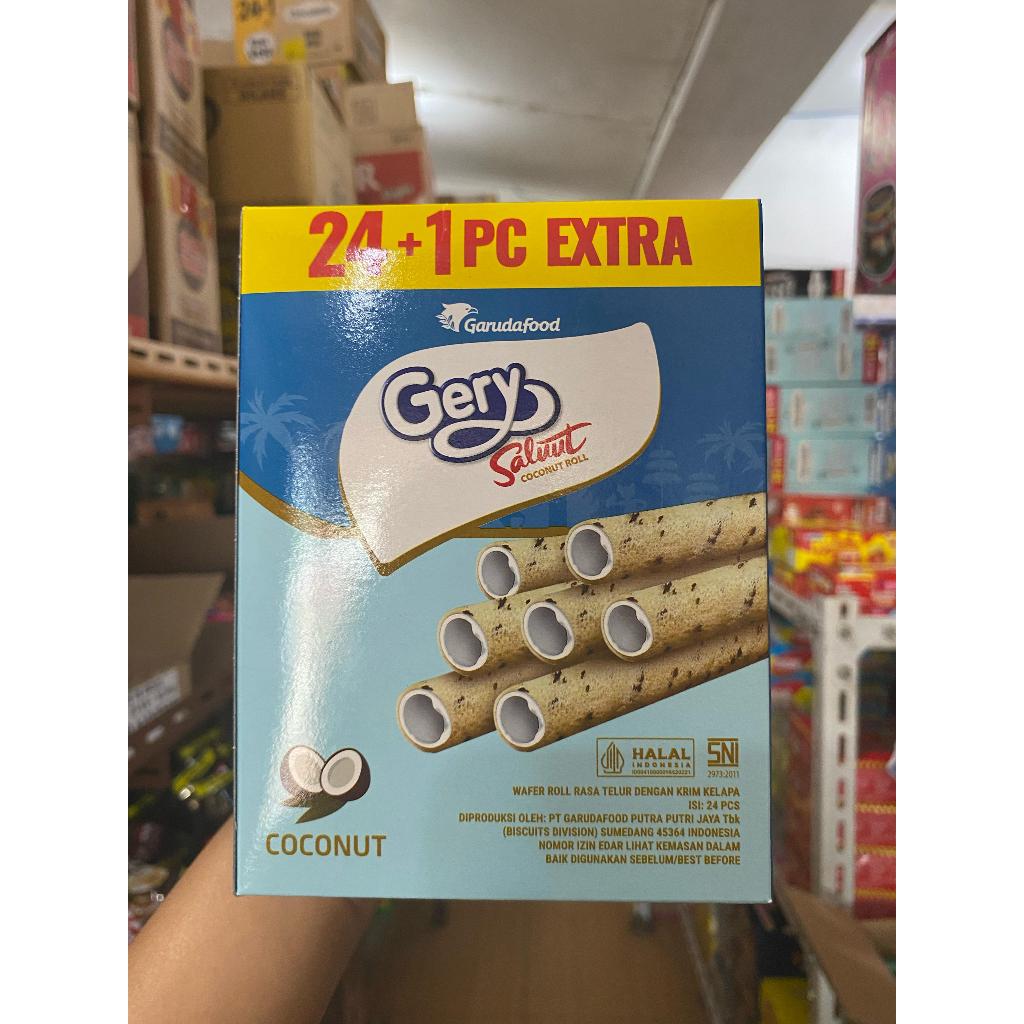 24+1 PC EXTRA
Garudafood
Gery
Saluut
COCONUT ROLL
HALAL
INDONESIA
SNI
2973:2011
WAFER ROLL RASA TELUR DENGAN KRIM KELAPA
ISI: 24 PCS
DIPRODUKSI OLEH: PT GARUDAFOOD PUTRA PUTRI JAYA Tbk
(BISCUITS DIVISION) SUMEDANG 45364 INDONESIA
NOMOR IZIN EDAR LIHAT KEMASAN DALAM
BAIK DIGUNAKAN SEBELUM/BEST BEFORE
COCONUT